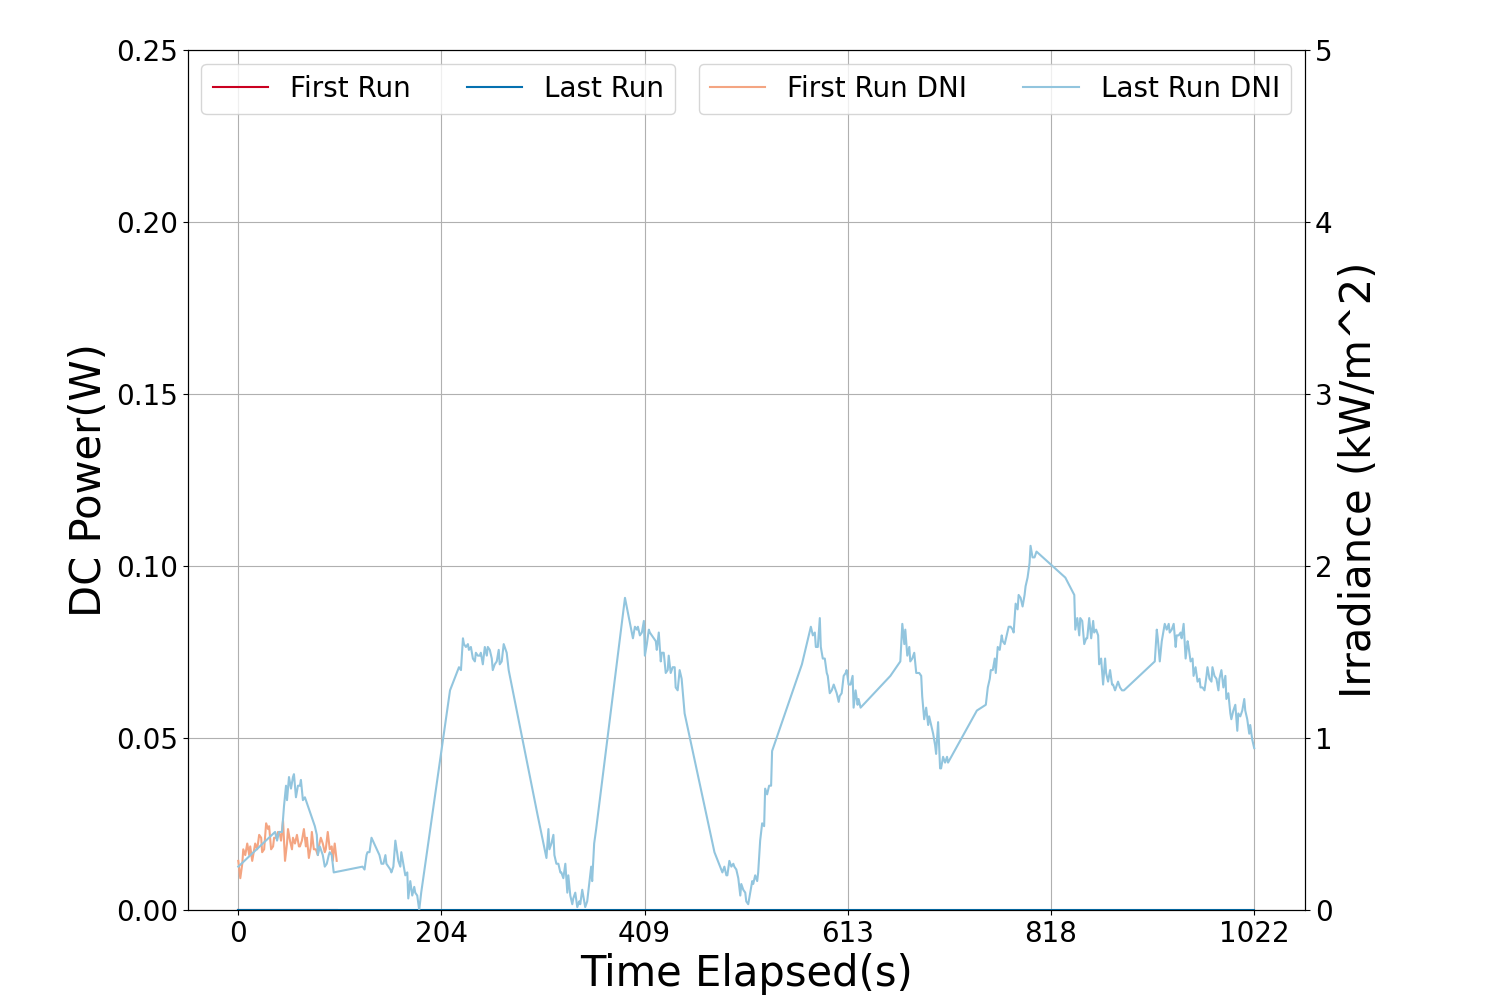 First Run Last Run First Run DNI Last Run DNI
DC Power(W)
0.25
0.20
0.15
0.10
0.05
0.00
5
4
3
2
1
0
Irradiance (kW/m^2)
0 204 409 613 818 1022
Time Elapsed(s)